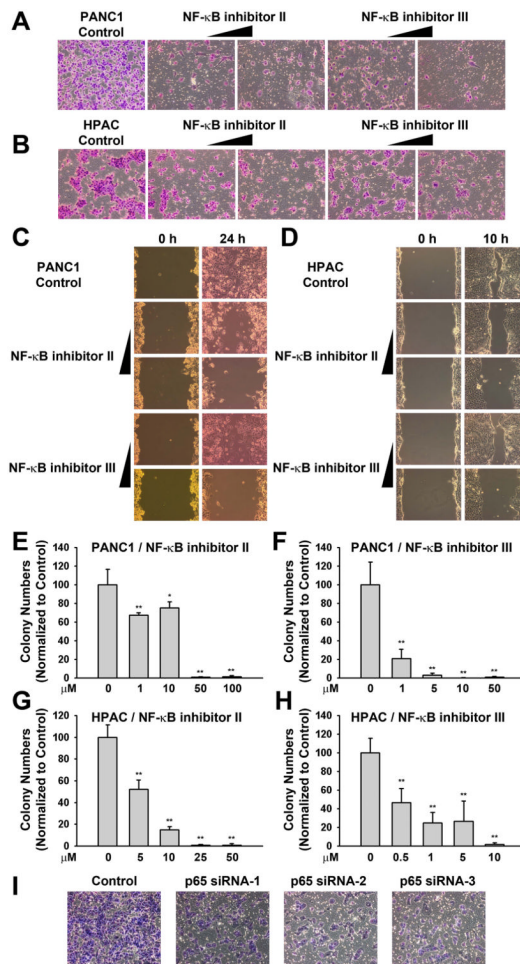 A PANC1 Control NF-κB inhibitor II NF-κB inhibitor III
B HPAC Control NF-κB inhibitor II NF-κB inhibitor III
C 0 h 24 h
PANC1
Control
NF-κB inhibitor II
NF-κB inhibitor III
D 0 h 10 h
HPAC
Control
NF-κB inhibitor II
NF-κB inhibitor III
E PANC1 / NF-κB inhibitor II
Colony Numbers
(Normalized to Control)
140
120
100
80
60
40
20
0
** * ** **
μM 0 1 10 50 100
F PANC1 / NF-κB inhibitor III
Colony Numbers
(Normalized to Control)
140
120
100
80
60
40
20
0
** ** ** **
μM 0 1 5 10 50
G HPAC / NF-κB inhibitor II
Colony Numbers
(Normalized to Control)
120
100
80
60
40
20
0
** ** ** **
μM 0 5 10 25 50
H HPAC / NF-κB inhibitor III
Colony Numbers
(Normalized to Control)
140
120
100
80
60
40
20
0
** ** ** **
μM 0 0.5 1 5 10
I Control p65 siRNA-1 p65 siRNA-2 p65 siRNA-3